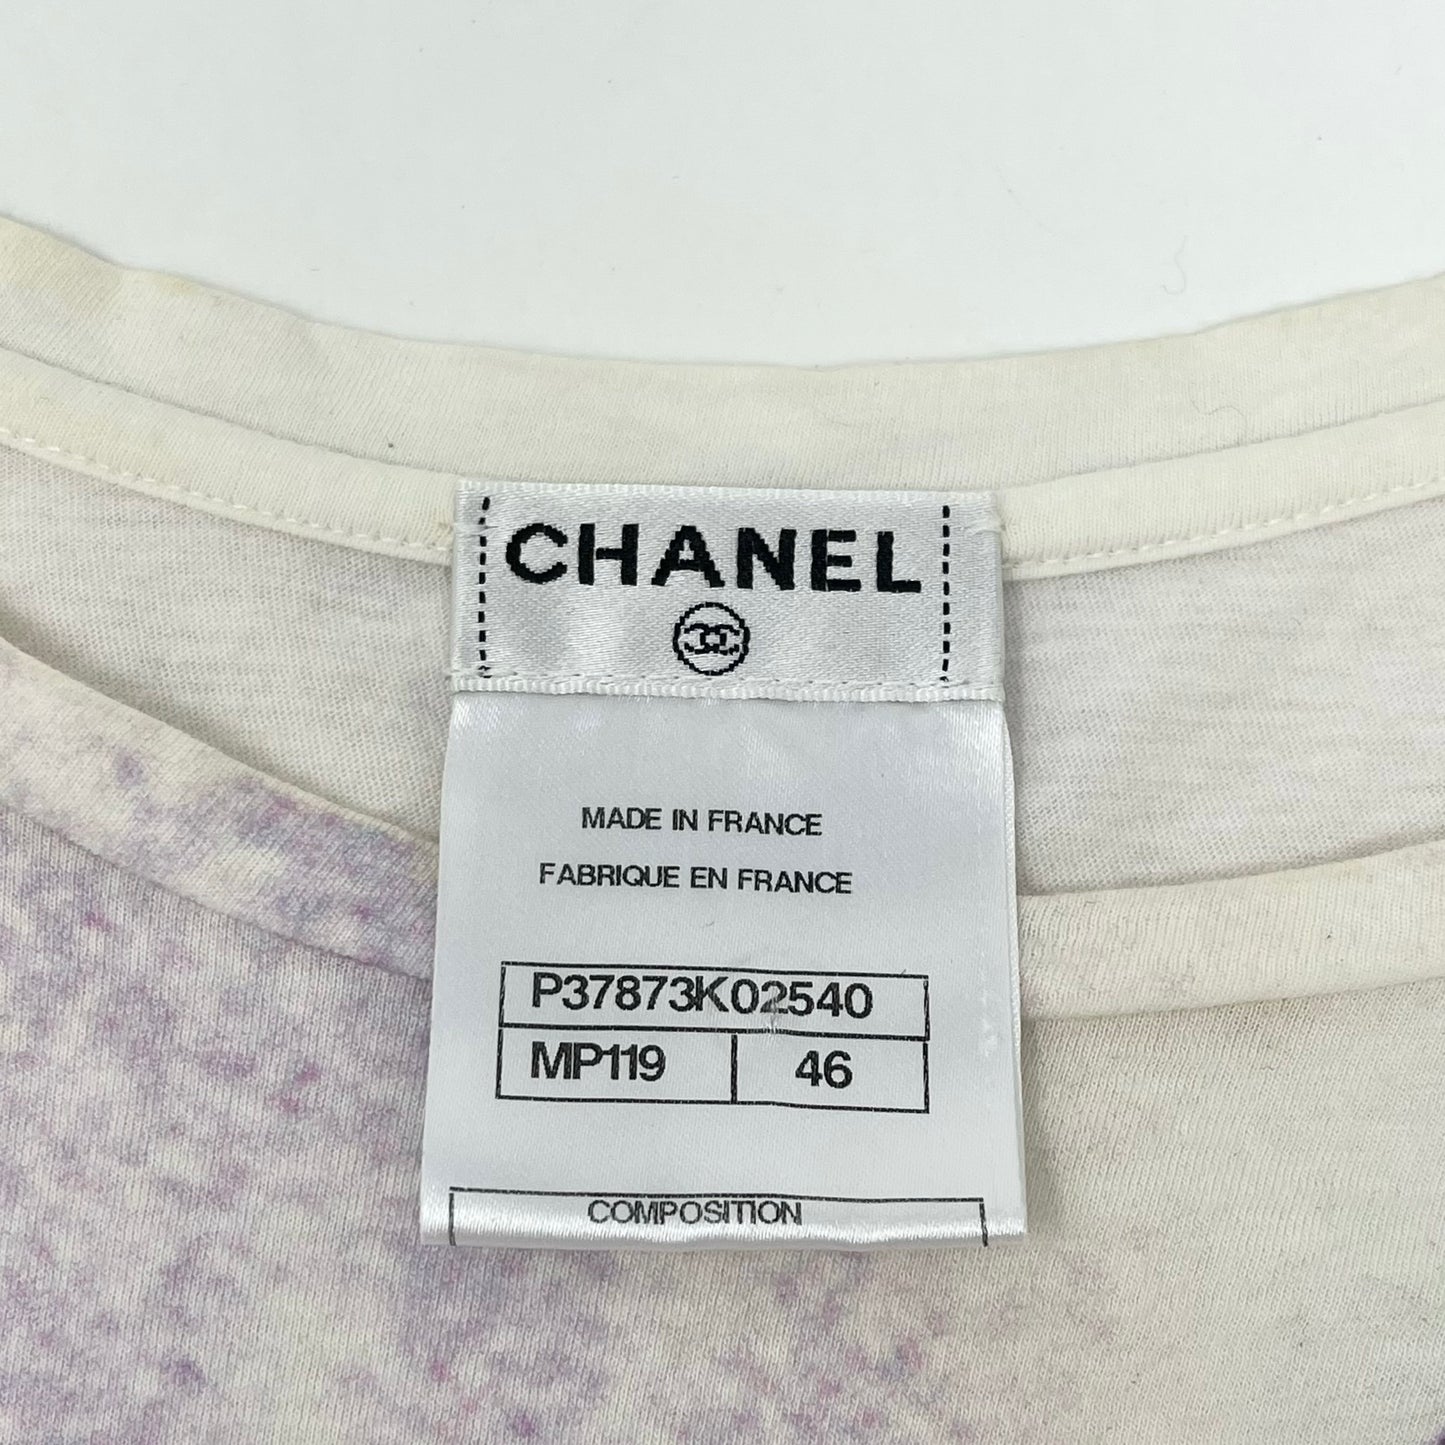 CHANEL
MADE IN FRANCE
FABRIQUE EN FRANCE
P37873K02540
MP119 46
COMPOSITION